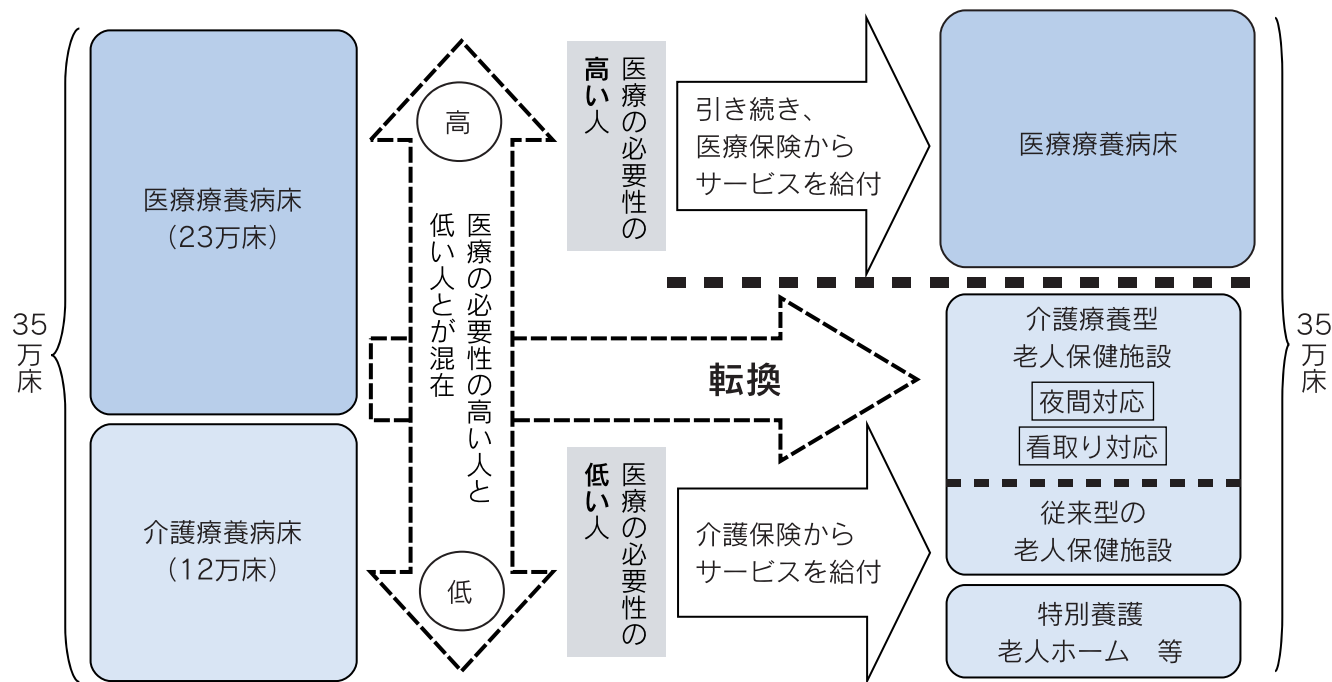 35
万
床
医療療養病床
（23万床）
介護療養病床
（12万床）
高
医療の必要性の高い人と
低い人とが混在
低
医療の必要性の
高い人
引き続き、
医療保険から
サービスを給付
転換
医療の必要性の
低い人
介護保険から
サービスを給付
医療療養病床
介護療養型
老人保健施設
夜間対応
看取り対応
従来型の
老人保健施設
特別養護
老人ホーム　等
35
万
床